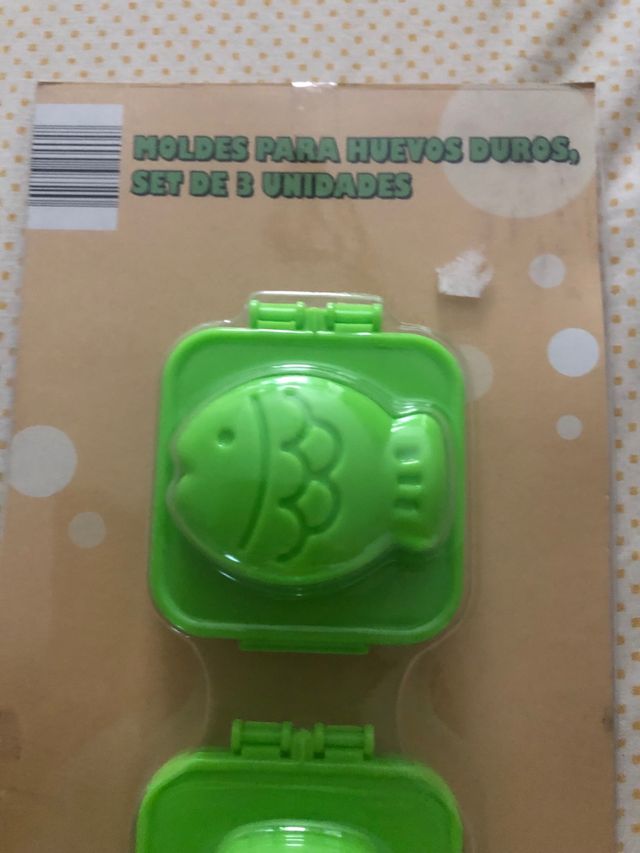 MOLDES PARA HUEVOS DUROS,
SET DE 3 UNIDADES